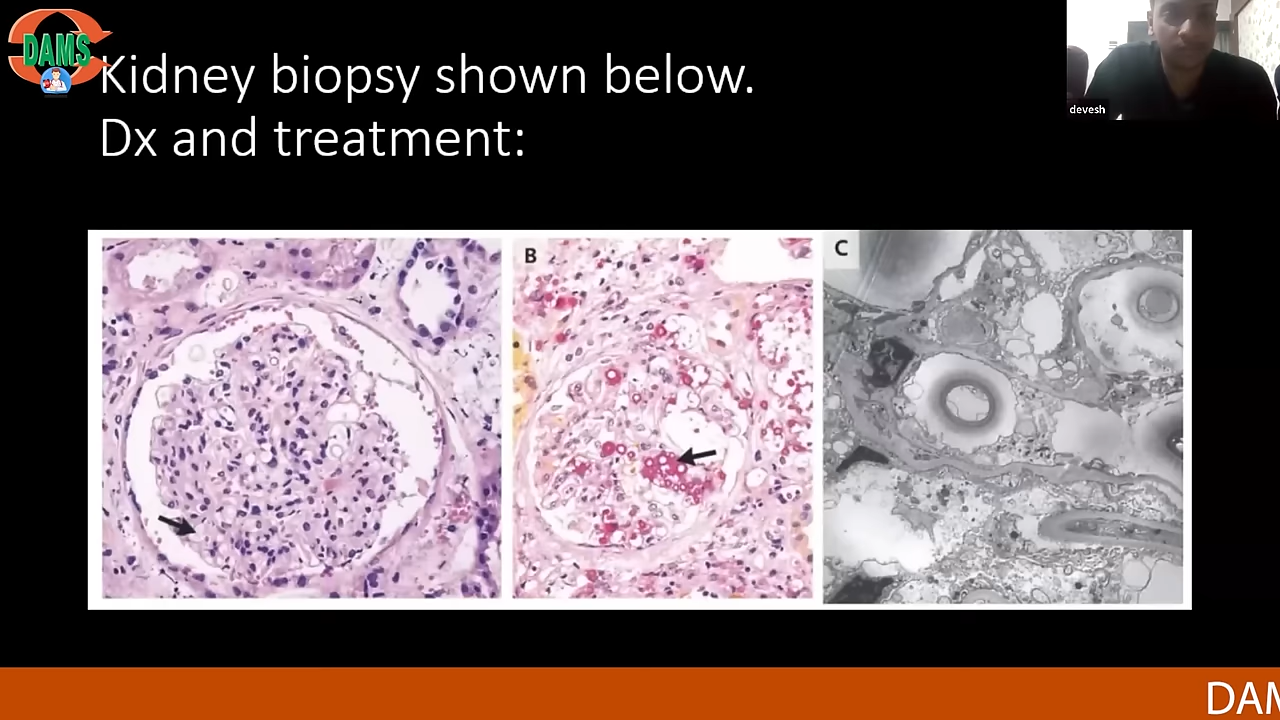 DAMS
Kidney biopsy shown below.
Dx and treatment:
devesh
B
C
DAM